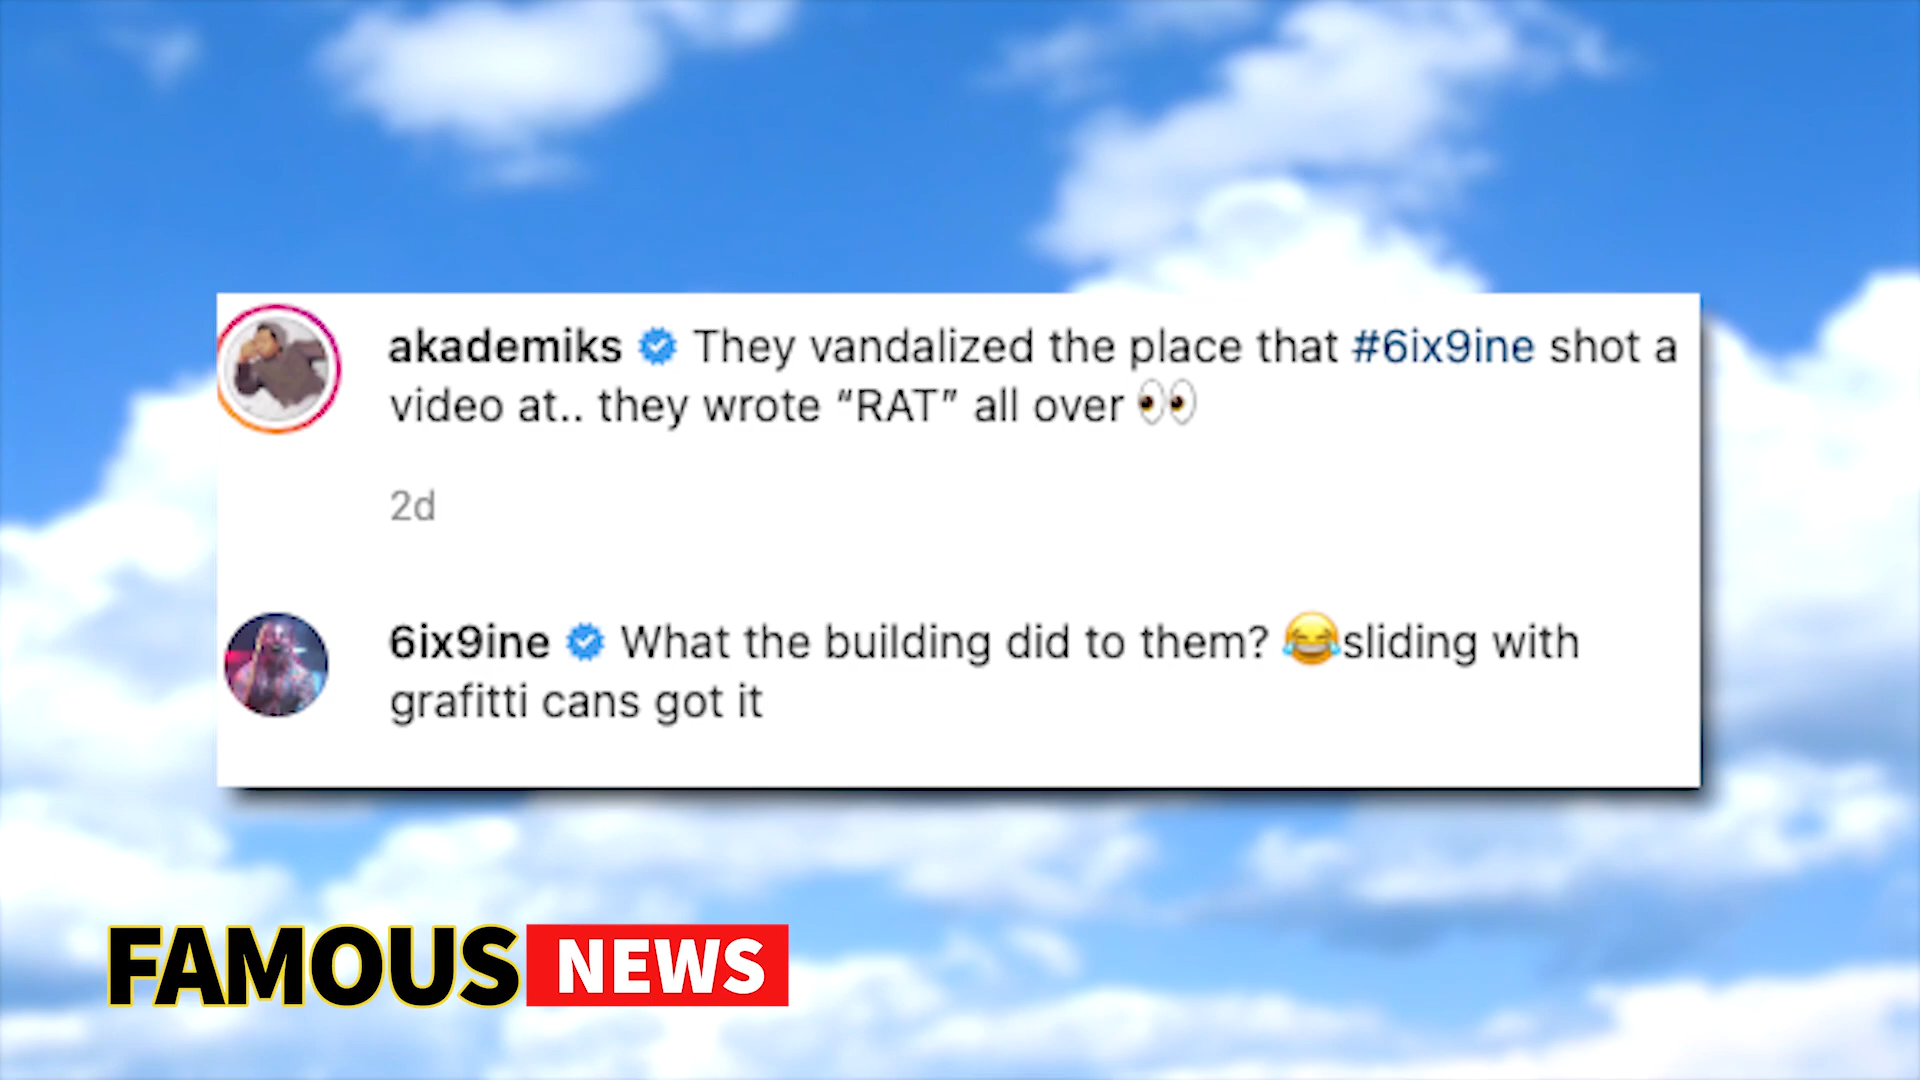 akademiks They vandalized the place that #6ix9ine shot a
video at.. they wrote “RAT” all over 👀
2d
6ix9ine What the building did to them? 😂sliding with
grafitti cans got it
FAMOUS NEWS